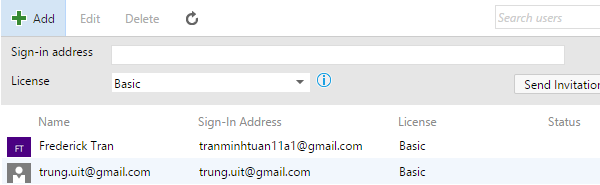 Add Edit Delete Search users
Sign-in address
License Basic Send Invitation
Name Sign-In Address License Status
FT Frederick Tran tranminhtuan11a1@gmail.com Basic
trung.uit@gmail.com trung.uit@gmail.com Basic